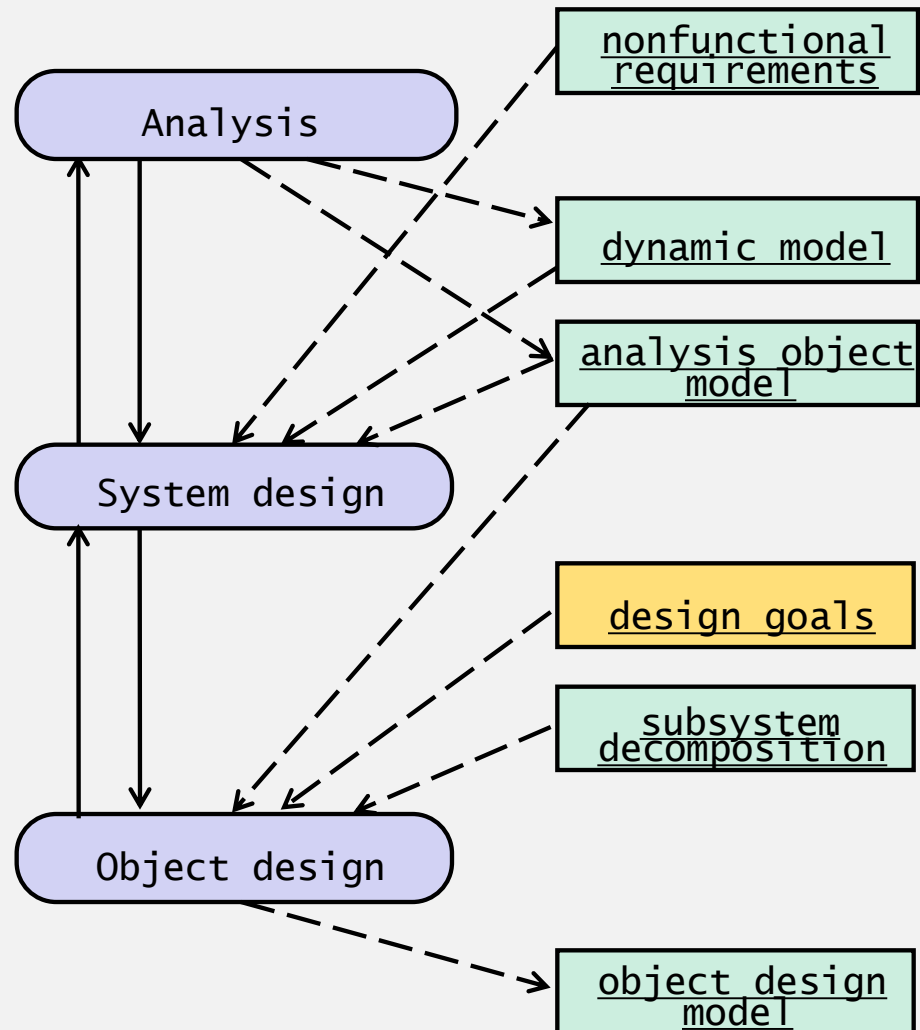 nonfunctional
requirements
Analysis
dynamic model
analysis object
model
System design
design goals
subsystem
decomposition
Object design
object design
model